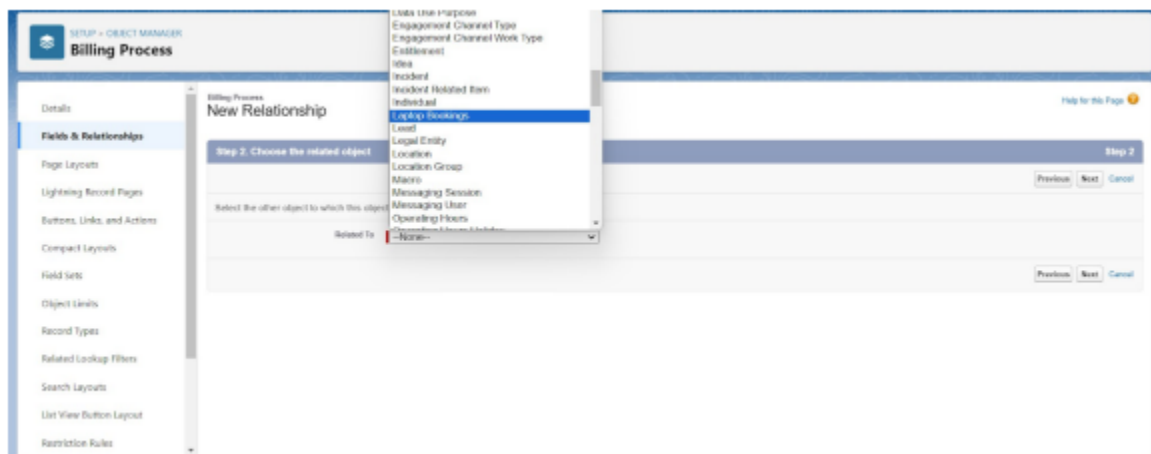 SETUP > OBJECT MANAGER
Billing Process
Details
Fields & Relationships
Page Layouts
Lightning Record Pages
Buttons, Links, and Actions
Compact Layouts
Field Sets
Object Limits
Record Types
Related Lookup Filters
Search Layouts
List View Button Layout
Restriction Rules
Billing Process
New Relationship
Help for this Page
Step 2. Choose the related object
Step 2
Previous Next Cancel
Select the other object to which this object
Data Use Purpose
Engagement Channel Type
Engagement Channel Work Type
Entitlement
Idea
Incident
Incident Related Item
Individual
Laptop Bookings
Lead
Legal Entity
Location
Location Group
Macro
Messaging Session
Messaging User
Operating Hours
Related To
--None--
Previous Next Cancel